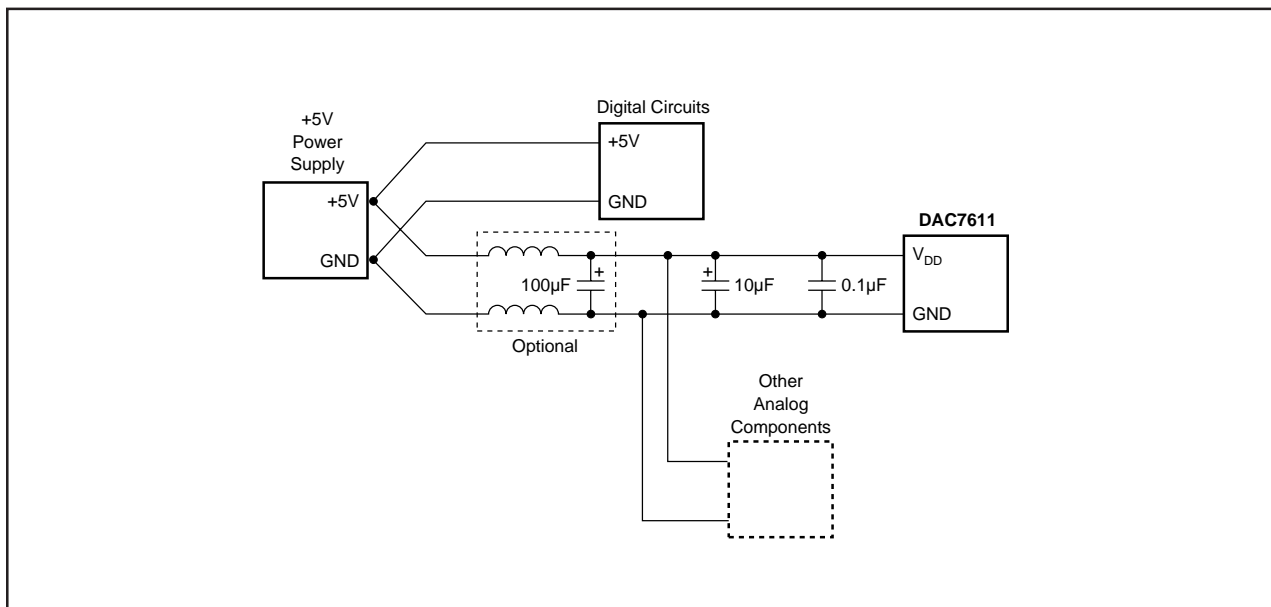 +5V
Power
Supply
+5V
GND
Digital Circuits
+5V
GND
100µF
+
Optional
+
10µF
0.1µF
DAC7611
VDD
GND
Other
Analog
Components